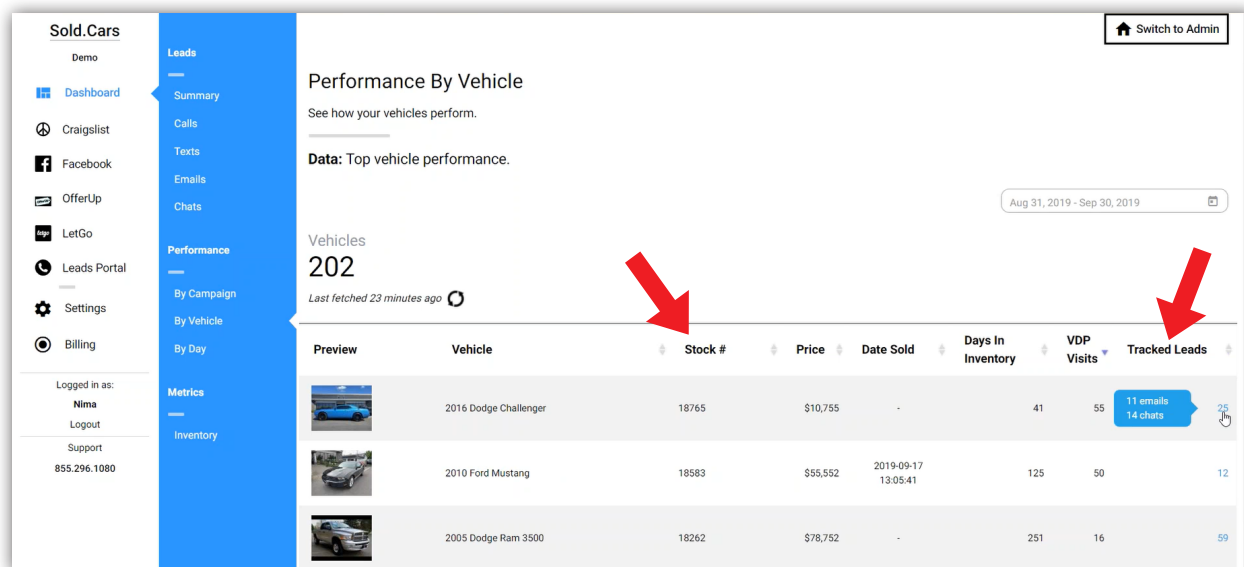 Sold.Cars
Demo
Dashboard
Craigslist
Facebook
OfferUp
LetGo
Leads Portal
Settings
Billing
Logged in as:
Nima
Logout
Support
855.296.1080
Leads
Summary
Calls
Texts
Emails
Chats
Performance
By Campaign
By Vehicle
By Day
Metrics
Inventory
Switch to Admin
Performance By Vehicle
See how your vehicles perform.
Data: Top vehicle performance.
Aug 31, 2019 - Sep 30, 2019
Vehicles
202
Last fetched 23 minutes ago
Preview Vehicle Stock # Price Date Sold Days In Inventory VDP Visits Tracked Leads
2016 Dodge Challenger 18765 $10,755 - 41 55 25
11 emails
14 chats
2010 Ford Mustang 18583 $55,552 2019-09-17 13:05:41 125 50 12
2005 Dodge Ram 3500 18262 $78,752 - 251 16 59